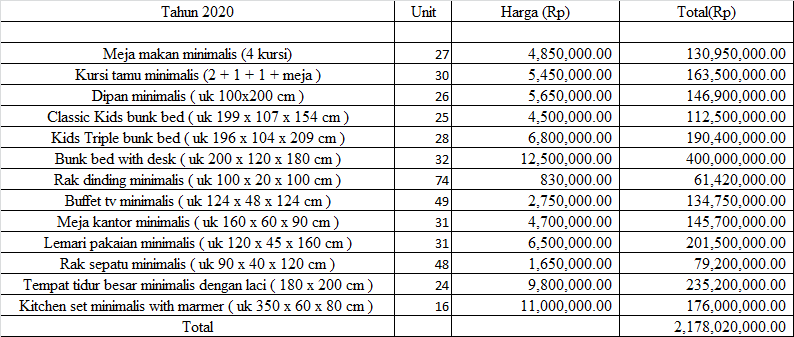 Tahun 2020 Unit Harga (Rp) Total(Rp)
Meja makan minimalis (4 kursi) 27 4,850,000.00 130,950,000.00
Kursi tamu minimalis (2 + 1 + 1 + meja ) 30 5,450,000.00 163,500,000.00
Dipan minimalis ( uk 100x200 cm ) 26 5,650,000.00 146,900,000.00
Classic Kids bunk bed ( uk 199 x 107 x 154 cm ) 25 4,500,000.00 112,500,000.00
Kids Triple bunk bed ( uk 196 x 104 x 209 cm ) 28 6,800,000.00 190,400,000.00
Bunk bed with desk ( uk 200 x 120 x 180 cm ) 32 12,500,000.00 400,000,000.00
Rak dinding minimalis ( uk 100 x 20 x 100 cm ) 74 830,000.00 61,420,000.00
Buffet tv minimalis ( uk 124 x 48 x 124 cm ) 49 2,750,000.00 134,750,000.00
Meja kantor minimalis ( uk 160 x 60 x 90 cm ) 31 4,700,000.00 145,700,000.00
Lemari pakaian minimalis ( uk 120 x 45 x 160 cm ) 31 6,500,000.00 201,500,000.00
Rak sepatu minimalis ( uk 90 x 40 x 120 cm ) 48 1,650,000.00 79,200,000.00
Tempat tidur besar minimalis dengan laci ( 180 x 200 cm ) 24 9,800,000.00 235,200,000.00
Kitchen set minimalis with marmer ( uk 350 x 60 x 80 cm ) 16 11,000,000.00 176,000,000.00
Total 2,178,020,000.00